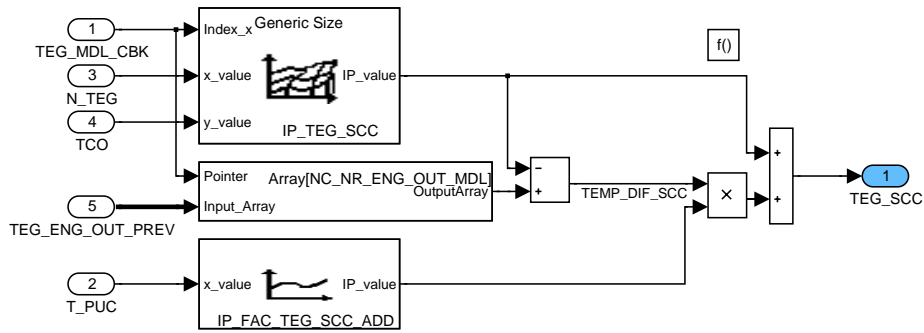 1
TEG_MDL_CBK
3
N_TEG
4
TCO
Generic Size
Index_x
x_value
y_value
IP_value
IP_TEG_SCC
f()
5
TEG_ENG_OUT_PREV
Pointer
Array[NC_NR_ENG_OUT_MDL]
OutputArray
Input_Array
−
+
TEMP_DIF_SCC
×
+
+
1
TEG_SCC
2
T_PUC
x_value
IP_value
IP_FAC_TEG_SCC_ADD